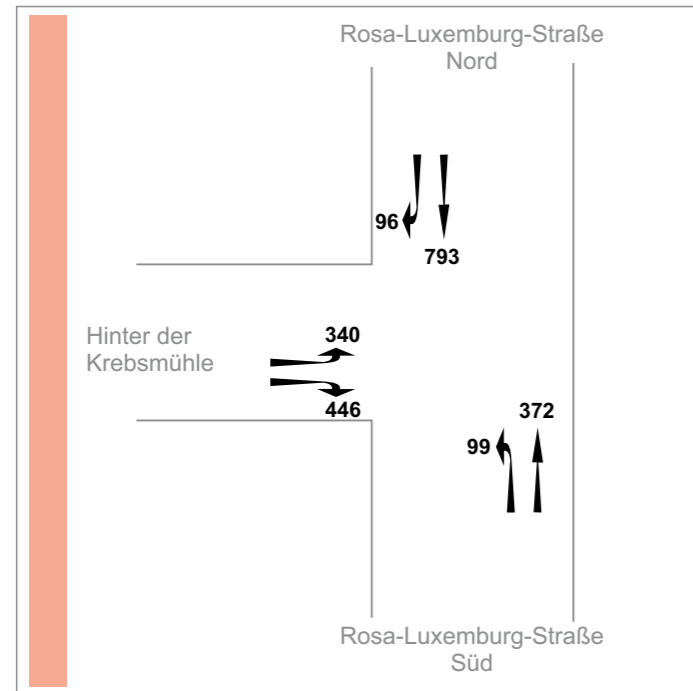 Rosa-Luxemburg-Straße
Nord
96
793
Hinter der
Krebsmühle
340
446
372
99
Rosa-Luxemburg-Straße
Süd